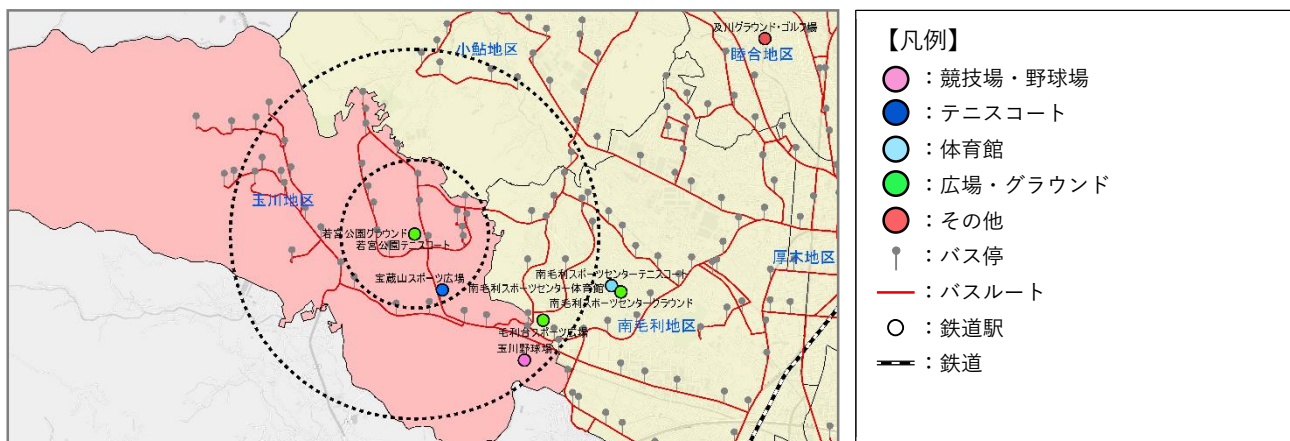 及川グラウンド・ゴルフ場
小鮎地区
睦合地区
玉川地区
若宮公園グラウンド
若宮公園テニスコート
厚木地区
宝蔵山スポーツ広場
南毛利スポーツセンターテニスコート
南毛利スポーツセンター体育館
南毛利スポーツセンターグラウンド
南毛利地区
毛利台スポーツ広場
玉川野球場
【凡例】
：競技場・野球場
：テニスコート
：体育館
：広場・グラウンド
：その他
：バス停
：バスルート
：鉄道駅
：鉄道